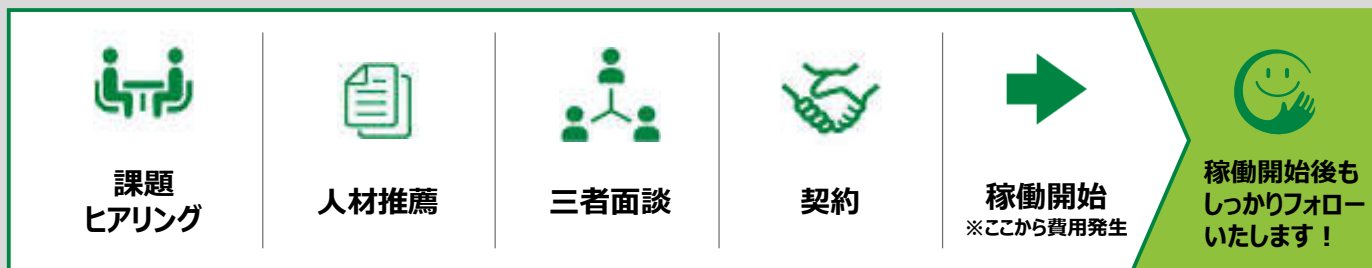 課題
ヒアリング
人材推薦
三者面談
契約
稼働開始
※ここから費用発生
稼働開始後も
しっかりフォロー
いたします！